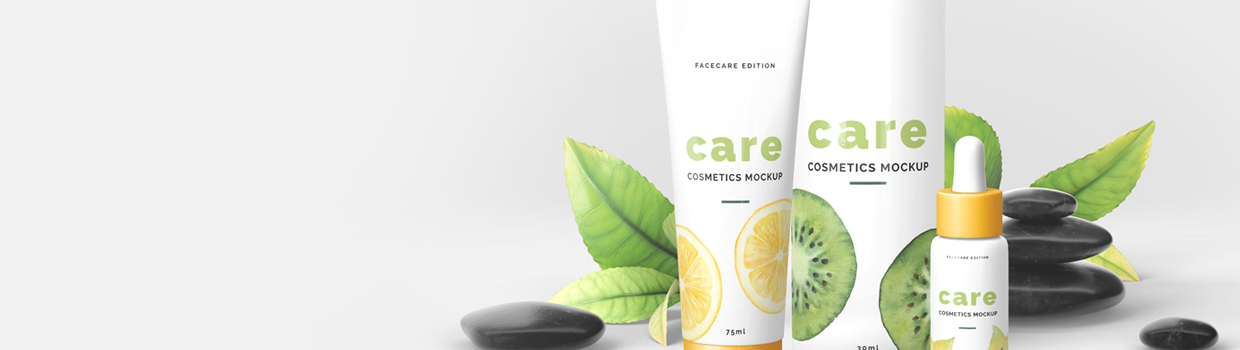 FACECARE EDITION
care
COSMETICS MOCKUP
75ml
care
COSMETICS MOCKUP
30ml
FACECARE EDITION
care
COSMETICS MOCKUP